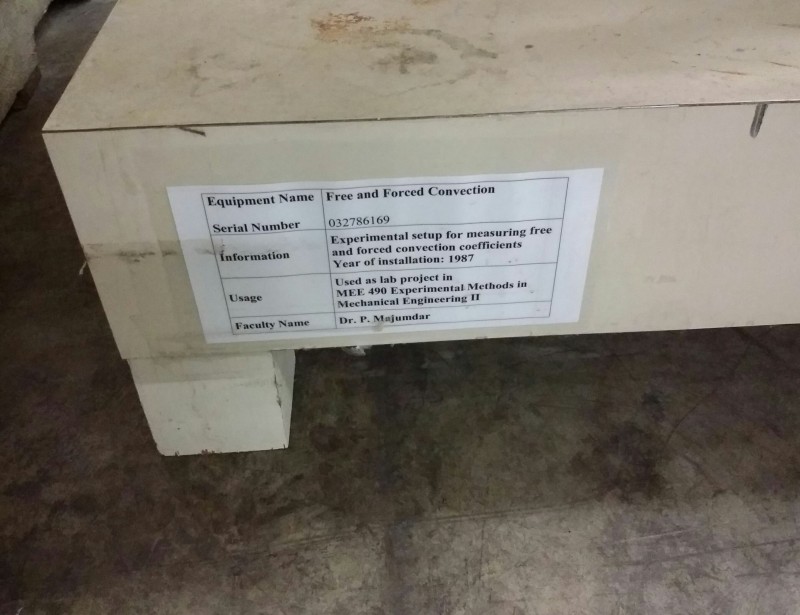 Equipment Name Free and Forced Convection
Serial Number 032786169
Information Experimental setup for measuring free
and forced convection coefficients
Year of installation: 1987
Usage Used as lab project in
MEE 490 Experimental Methods in
Mechanical Engineering II
Faculty Name Dr. P. Majumdar